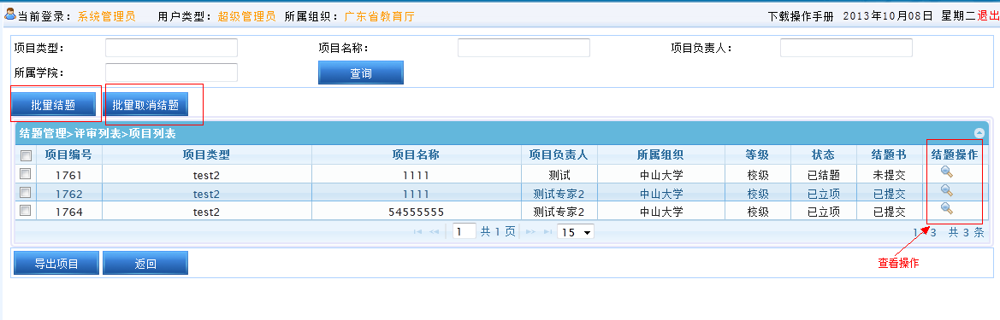 当前登录：系统管理员 用户类型：超级管理员 所属组织：广东省教育厅 下载操作手册 2013年10月08日 星期二退出
项目类型： 项目名称： 项目负责人：
所属学院： 查询
批量结题 批量取消结题
结题管理>评审列表>项目列表
项目编号 项目类型 项目名称 项目负责人 所属组织 等级 状态 结题书 结题操作
1761 test2 1111 测试 中山大学 校级 已结题 未提交
1762 test2 1111 测试专家2 中山大学 校级 已立项 已提交
1764 test2 54555555 测试专家2 中山大学 校级 已立项 已提交
1 共 1 页 15 1 3 共 3 条
导出项目 返回 查看操作